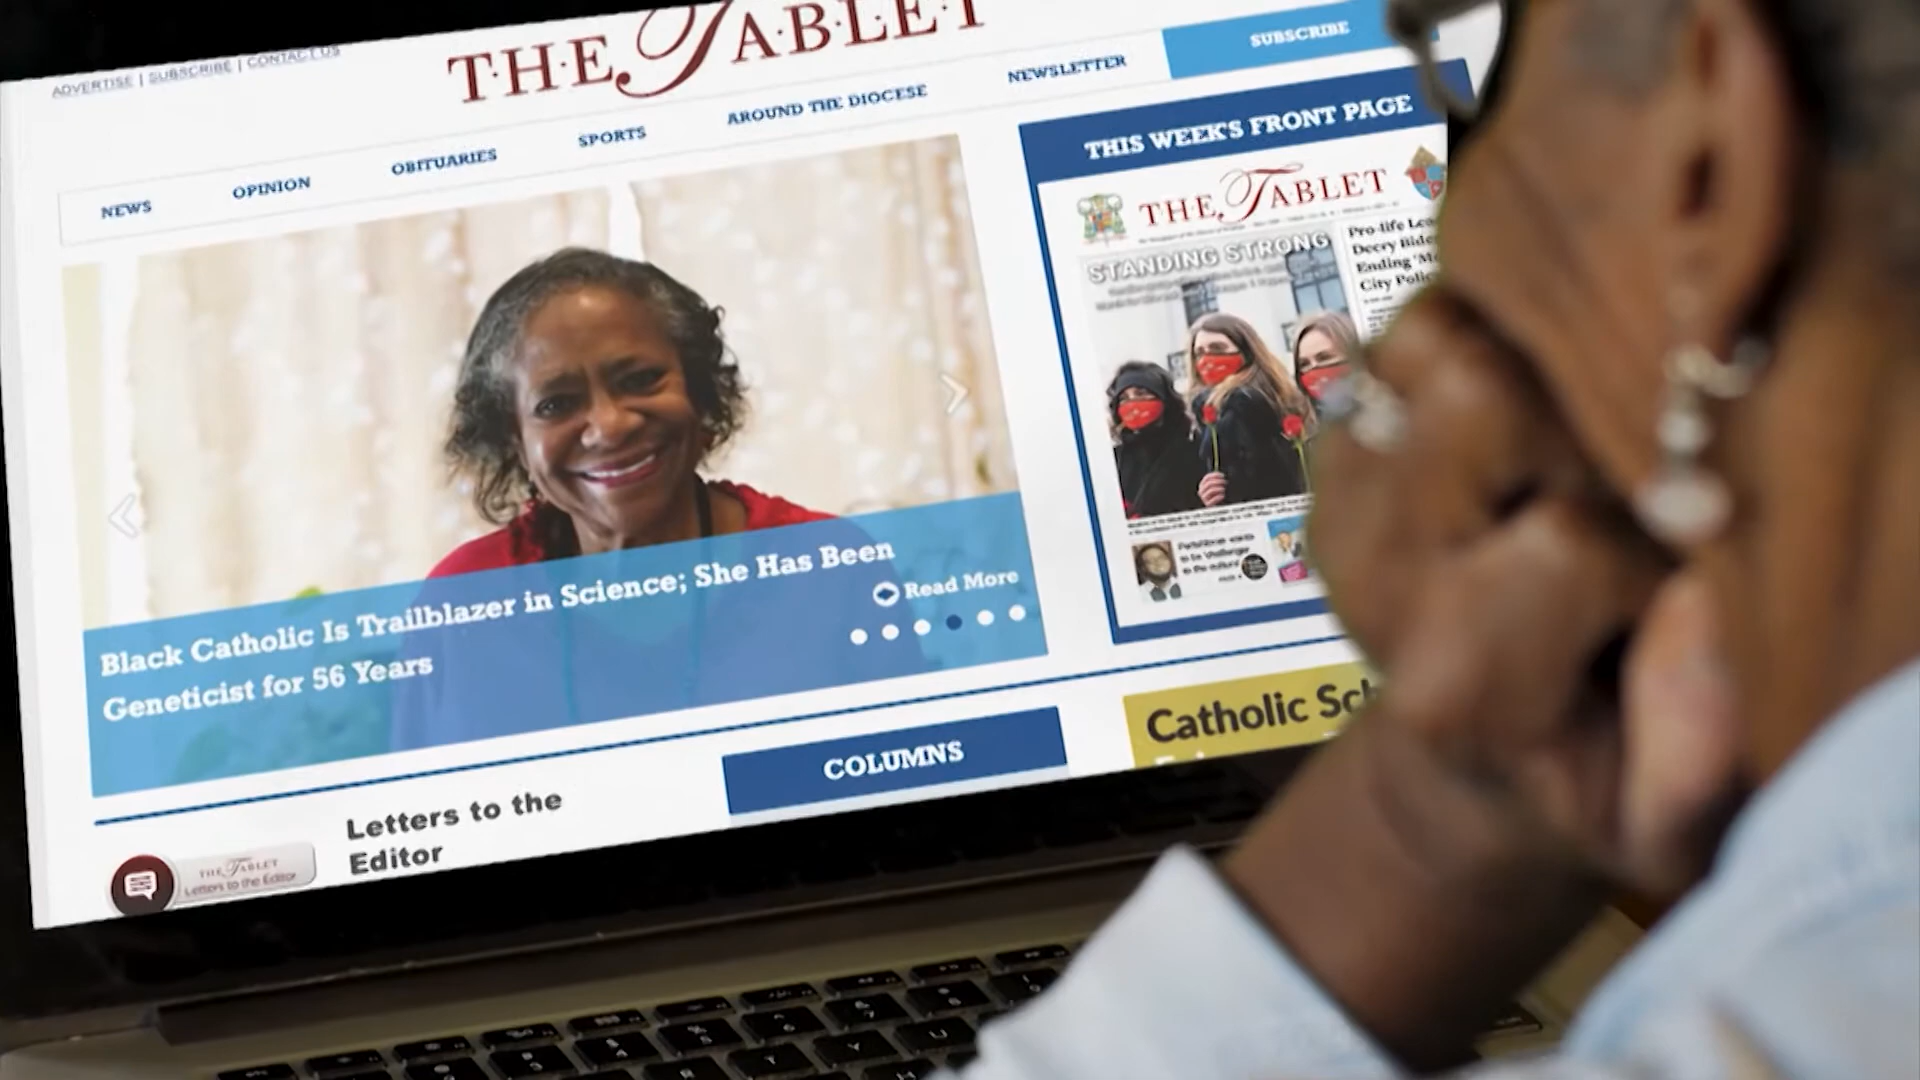 ADVERTISE | SUBSCRIBE | CONTACT US
THE TABLET
SUBSCRIBE
NEWS OPINION OBITUARIES SPORTS AROUND THE DIOCESE NEWSLETTER
Black Catholic Is Trailblazer in Science; She Has Been
Geneticist for 56 Years
Read More
THIS WEEK'S FRONT PAGE
THE TABLET
STANDING STRONG
Pro-life
Decry
Ending
City
Letters to the
Editor
THE TABLET
Letters to the Editor
COLUMNS
Catholic